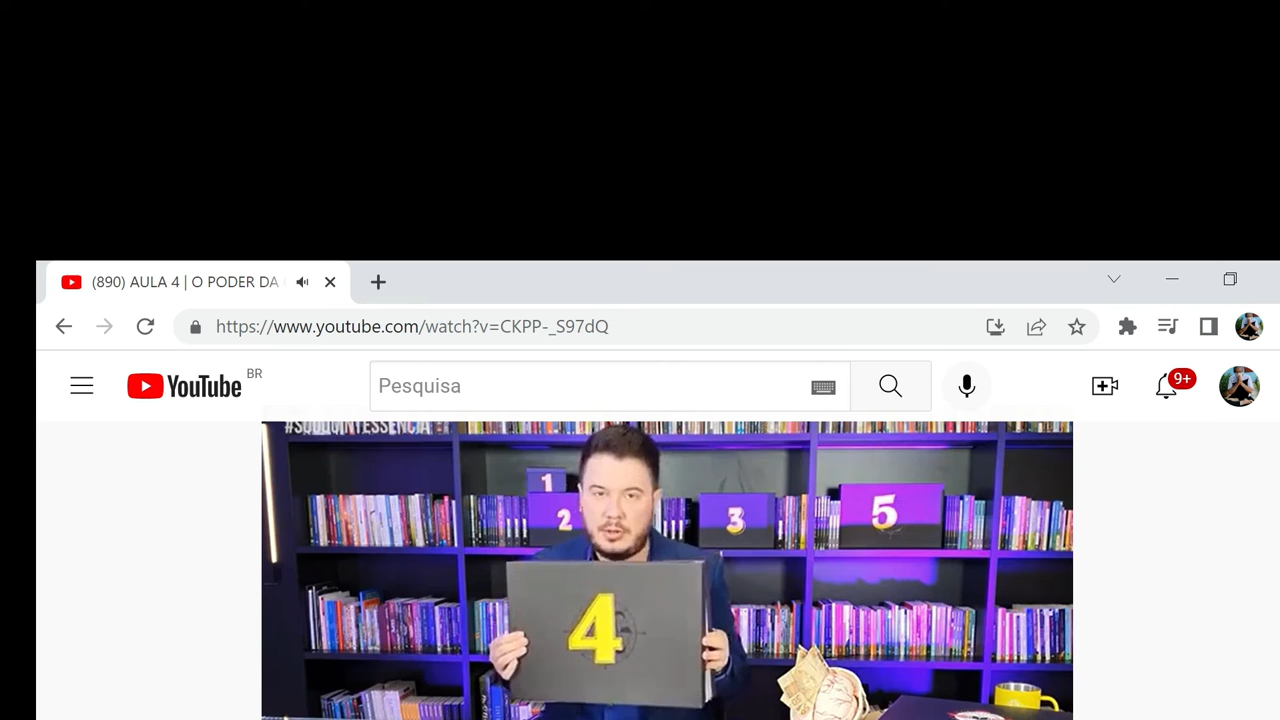 (890) AULA 4 | O PODER DA
https://www.youtube.com/watch?v=CKPP-_S97dQ
YouTube BR
Pesquisa
9+
#SOUQUINTESSENCIA
1
2
3
5
4